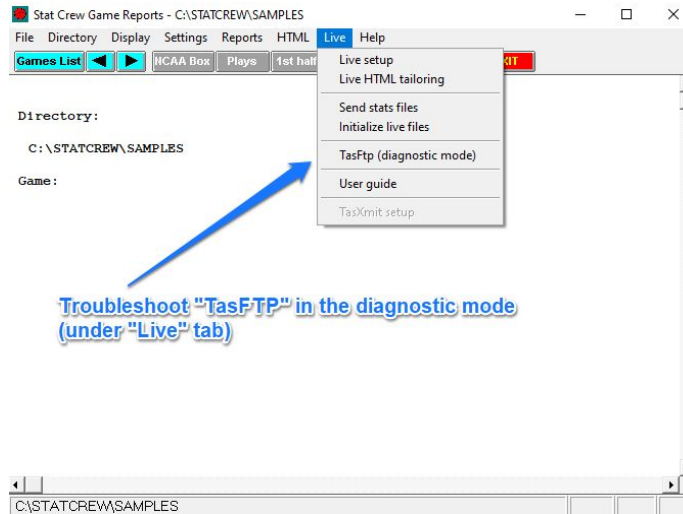 Stat Crew Game Reports - C:\STATCREW\SAMPLES
File Directory Display Settings Reports HTML Live Help
Games List NCAA Box Plays 1st half
Live setup
Live HTML tailoring
Send stats files
Initialize live files
TasFtp (diagnostic mode)
User guide
TasXmit setup
Directory:
C:\STATCREW\SAMPLES
Game:
Troubleshoot "TasFTP" in the diagnostic mode
(under "Live" tab)
C:\STATCREW\SAMPLES